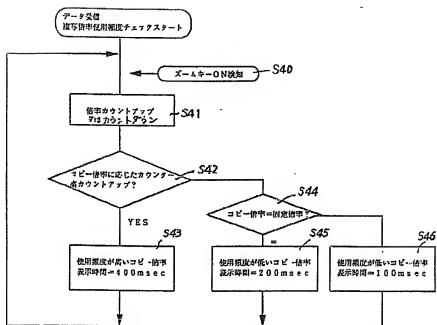 データ受信
複写倍率使用頻度チェックスタート
ズームキーON検知
S40
倍率カウントアップ
又はカウントダウン
S41
コピー倍率に応じたカウンター
カウントアップ?
S42
YES
S44
コピー倍率=固定倍率?
S43
使用頻度が高いコピー倍率
表示時間=400msec
=
S45
使用頻度が低いコピー倍率
表示時間=200msec
S46
使用頻度が低いコピー倍率
表示時間=100msec